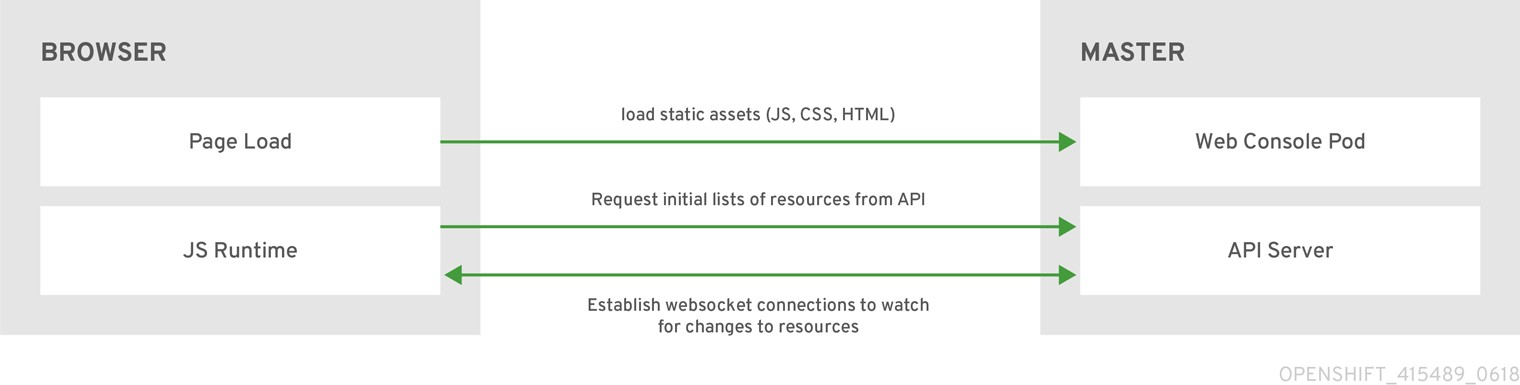 BROWSER
MASTER
load static assets (JS, CSS, HTML)
Page Load
Web Console Pod
Request initial lists of resources from API
JS Runtime
API Server
Establish websocket connections to watch
for changes to resources
OPENSHIFT_415489_0618